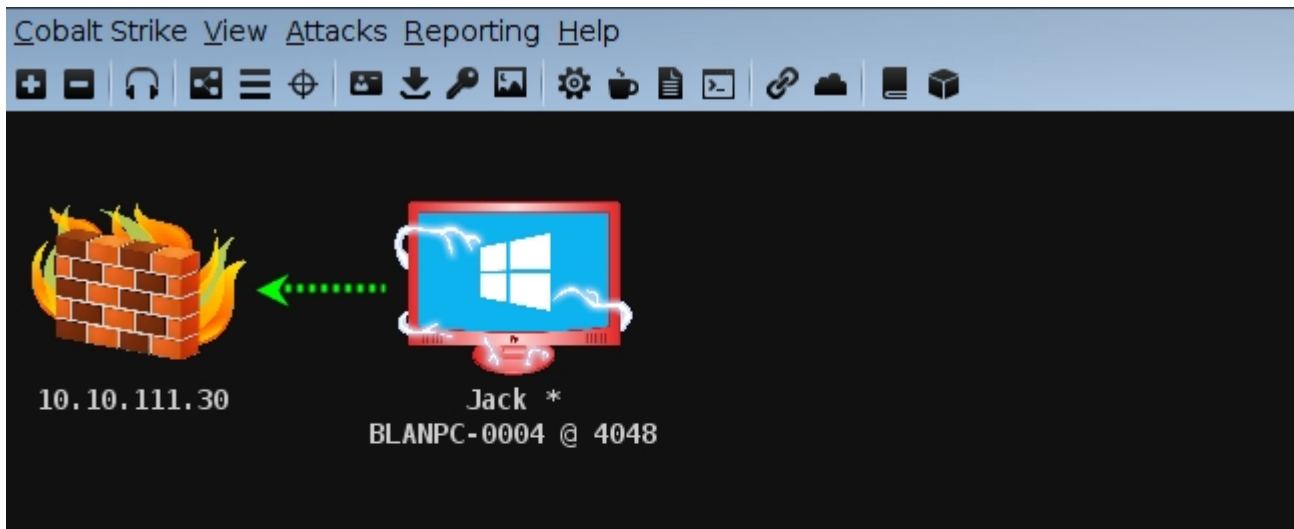 Cobalt Strike View Attacks Reporting Help
10.10.111.30
Jack *
BLANPC-0004 @ 4048